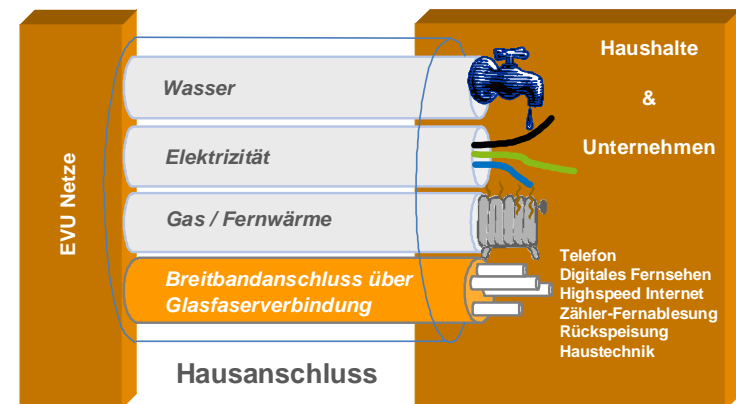 EVU Netze
Wasser
Elektrizität
Gas / Fernwärme
Breitbandanschluss über
Glasfaserverbindung
Hausanschluss
Haushalte
&
Unternehmen
Telefon
Digitales Fernsehen
Highspeed Internet
Zähler-Fernablesung
Rückspeisung
Haustechnik